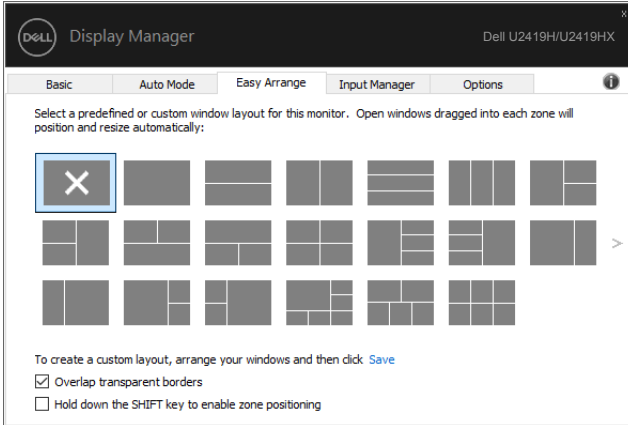 x
DELL Display Manager Dell U2419H/U2419HX
Basic Auto Mode Easy Arrange Input Manager Options i
Select a predefined or custom window layout for this monitor. Open windows dragged into each zone will
position and resize automatically:
>
To create a custom layout, arrange your windows and then click Save
Overlap transparent borders
Hold down the SHIFT key to enable zone positioning